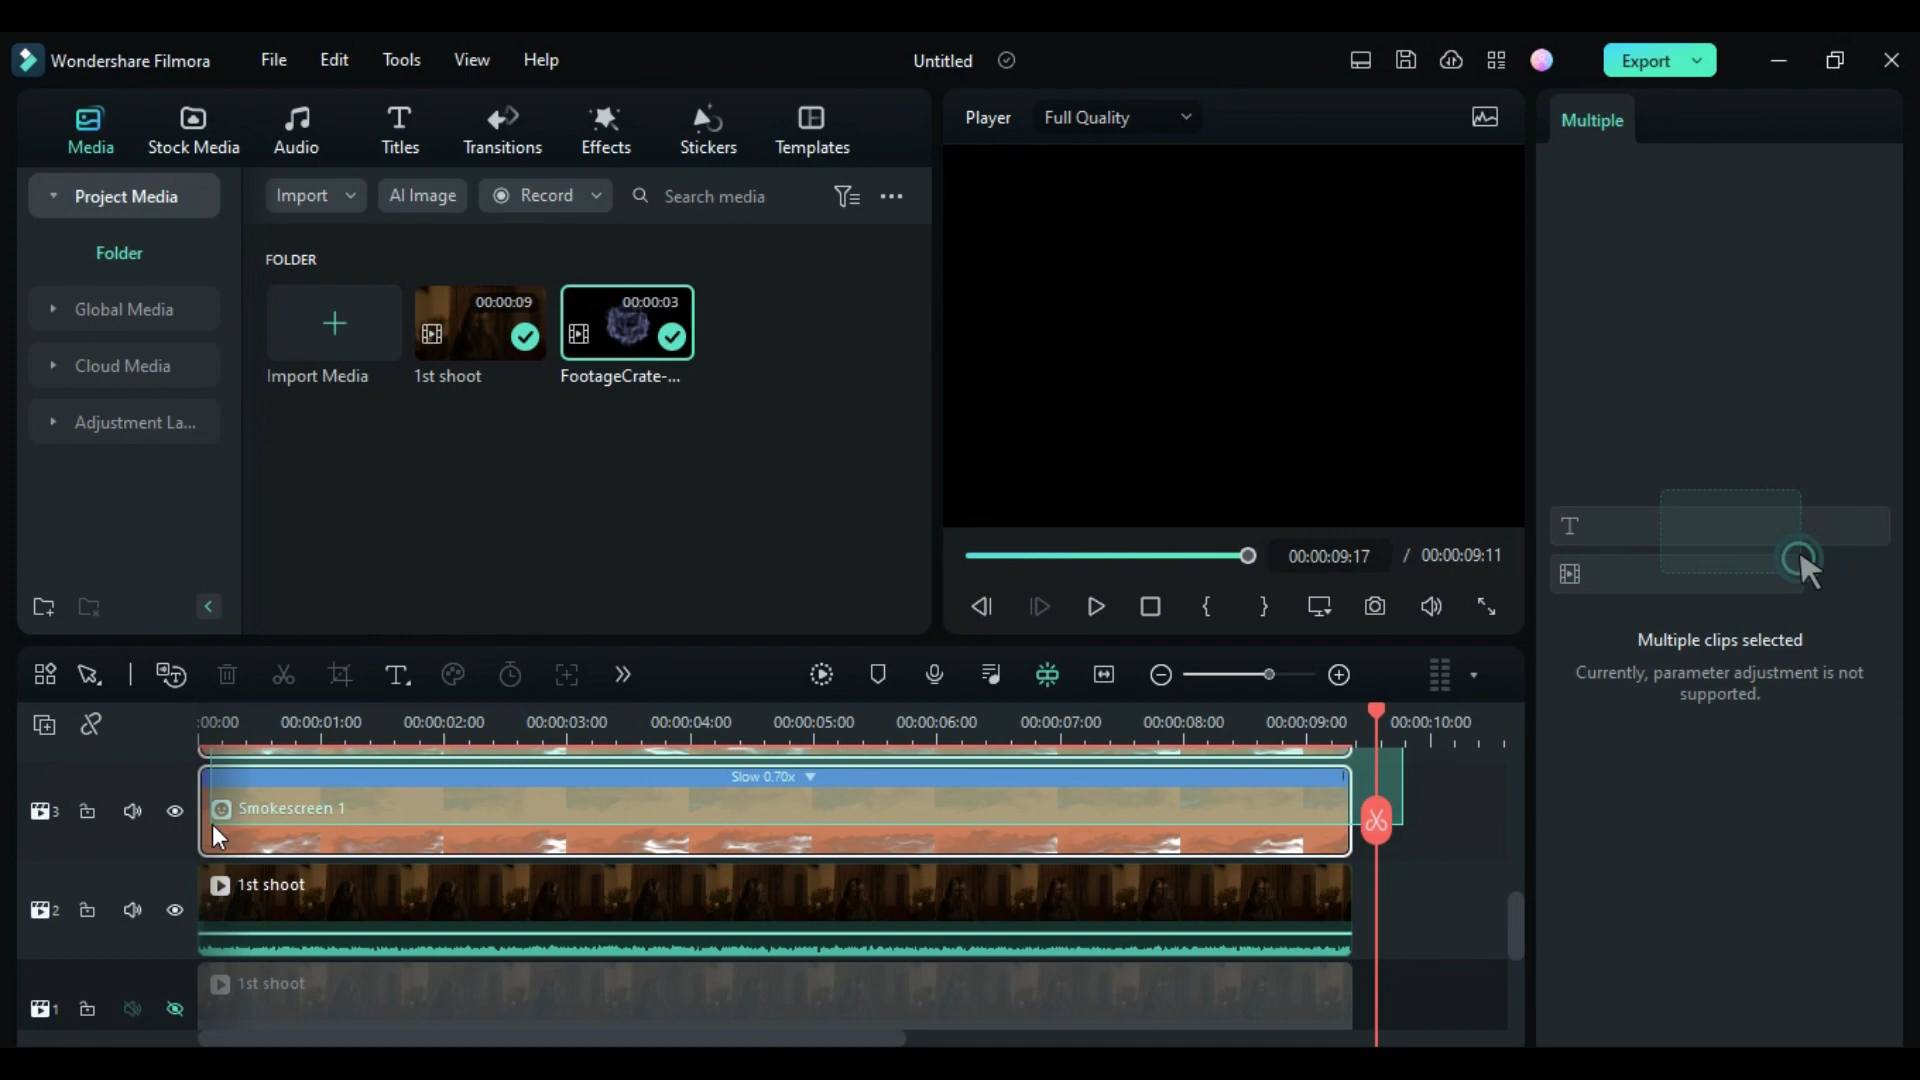 Wondershare Filmora
File
Edit
Tools
View
Help
Untitled
Export
Media
Stock Media
Audio
Titles
Transitions
Effects
Stickers
Templates
Player
Full Quality
Multiple
Project Media
Import
AI Image
Record
Search media
Folder
FOLDER
Global Media
00:00:09
00:00:03
Cloud Media
Import Media
1st shoot
FootageCrate-...
Adjustment La...
00:00:09:17
/ 00:00:09:11
Multiple clips selected
Currently, parameter adjustment is not
supported.
:00:00
00:00:01:00
00:00:02:00
00:00:03:00
00:00:04:00
00:00:05:00
00:00:06:00
00:00:07:00
00:00:08:00
00:00:09:00
00:00:10:00
Slow 0.70x
3
Smokescreen 1
1st shoot
2
1st shoot
1